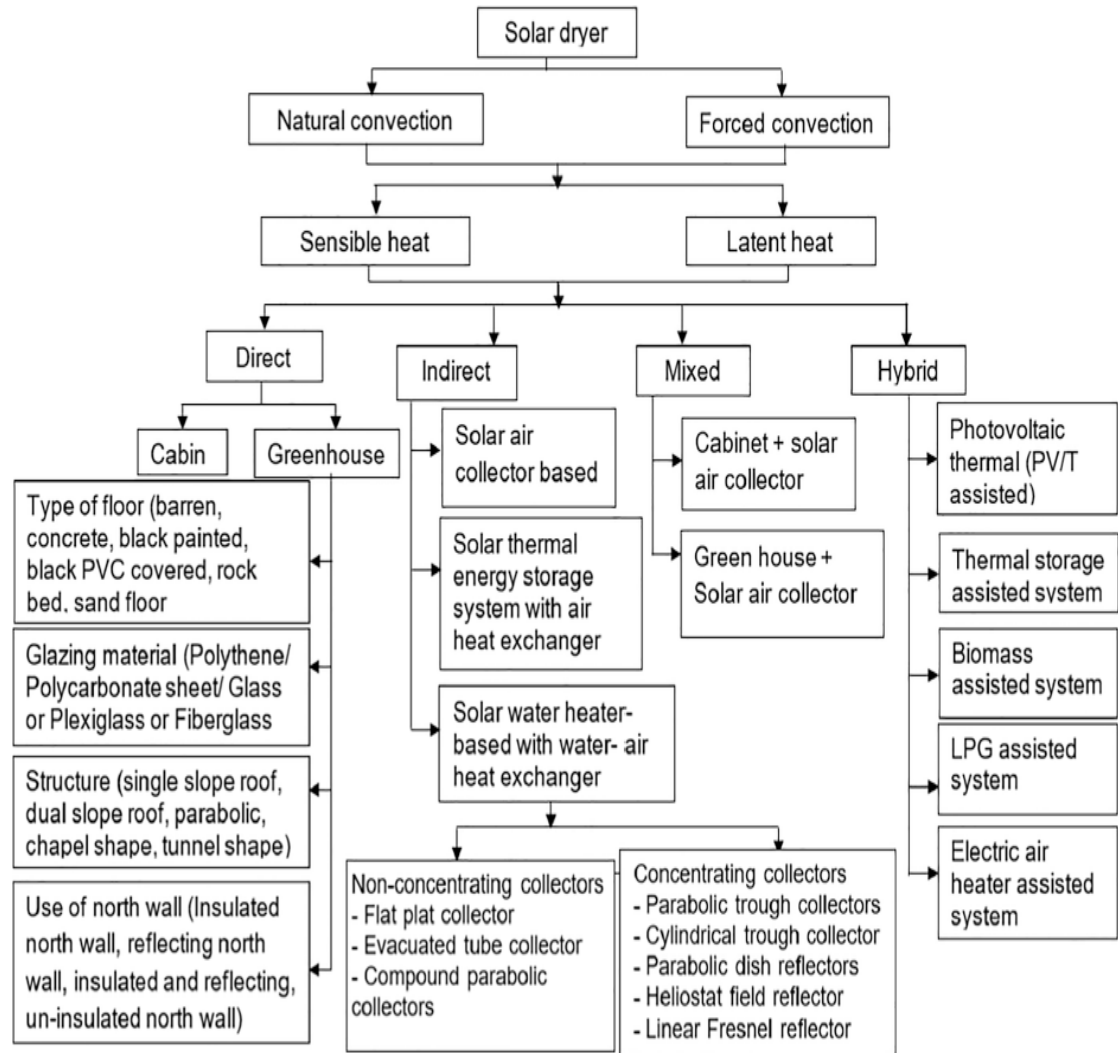 Solar dryer
Natural convection
Forced convection
Sensible heat
Latent heat
Direct
Indirect
Mixed
Hybrid
Cabin
Greenhouse
Type of floor (barren,
concrete, black painted,
black PVC covered, rock
bed, sand floor
Glazing material (Polythene/
Polycarbonate sheet/ Glass
or Plexiglass or Fiberglass
Structure (single slope roof,
dual slope roof, parabolic,
chapel shape, tunnel shape)
Use of north wall (Insulated
north wall, reflecting north
wall, insulated and reflecting,
un-insulated north wall)
Solar air
collector based
Solar thermal
energy storage
system with air
heat exchanger
Solar water heater-
based with water- air
heat exchanger
Non-concentrating collectors
- Flat plat collector
- Evacuated tube collector
- Compound parabolic
collectors
Concentrating collectors
- Parabolic trough collectors
- Cylindrical trough collector
- Parabolic dish reflectors
- Heliostat field reflector
- Linear Fresnel reflector
Cabinet + solar
air collector
Green house +
Solar air collector
Photovoltaic
thermal (PV/T
assisted)
Thermal storage
assisted system
Biomass
assisted system
LPG assisted
system
Electric air
heater assisted
system